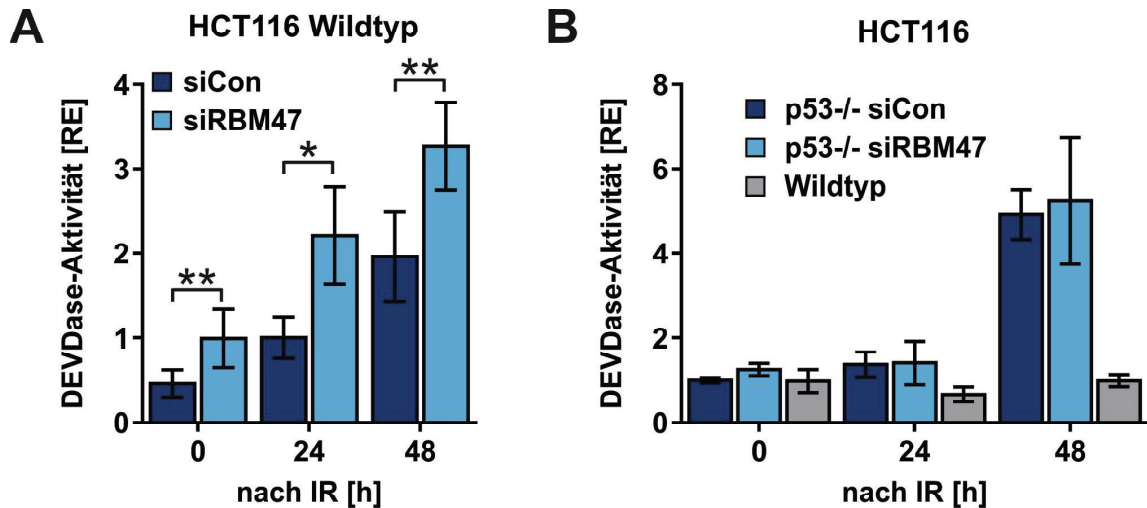 A
HCT116 Wildtyp
siCon
siRBM47
DEVDase-Aktivität [RE]
4
3
2
1
0
**
*
**
0 24 48
nach IR [h]
B
HCT116
p53-/- siCon
p53-/- siRBM47
Wildtyp
DEVDase-Aktivität [RE]
8
6
4
2
0
0 24 48
nach IR [h]